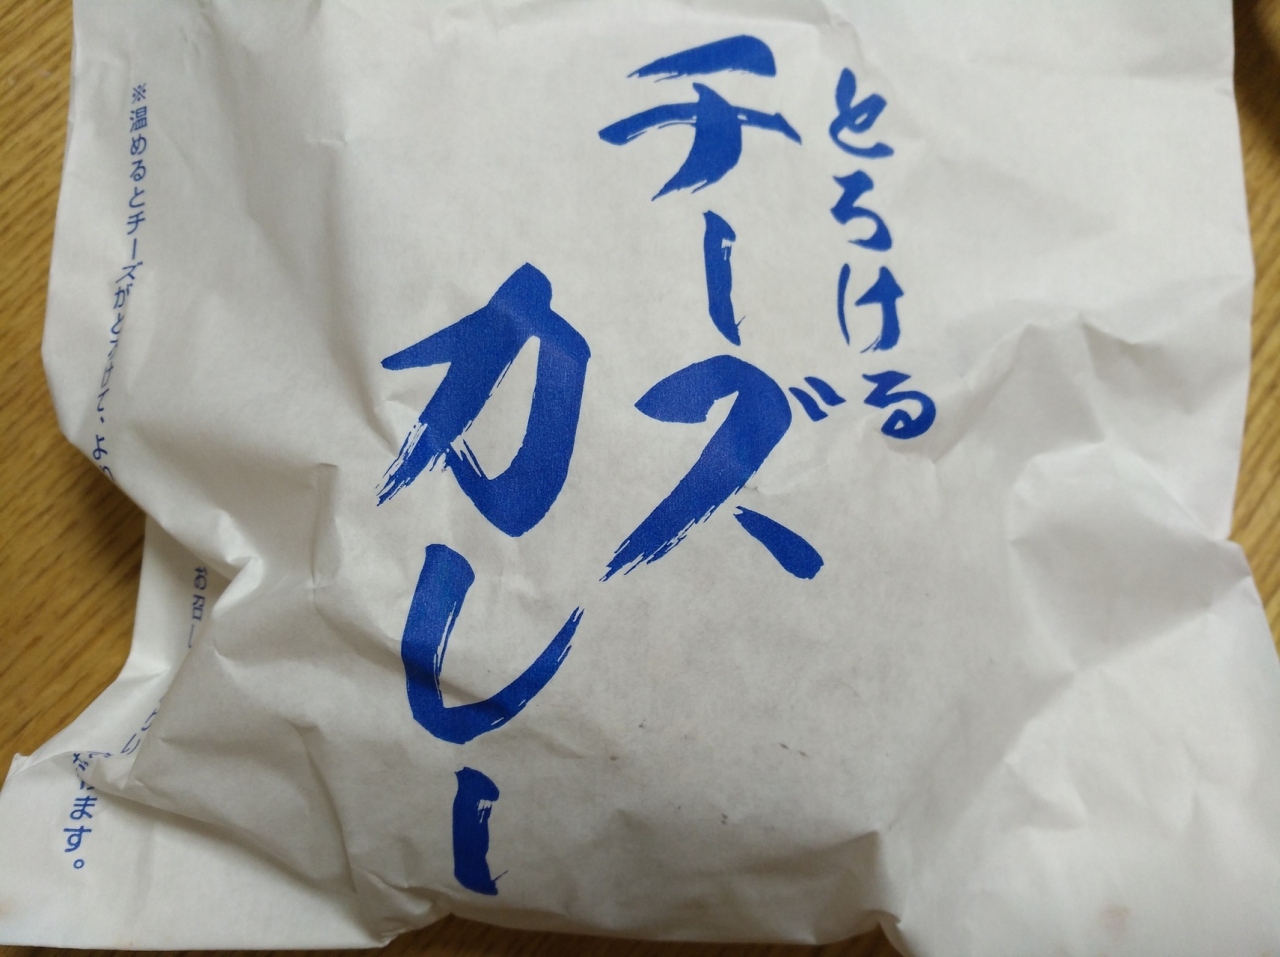 とろける
チーズ
カレー
※温めるとチーズがとろけて、よ
ます。